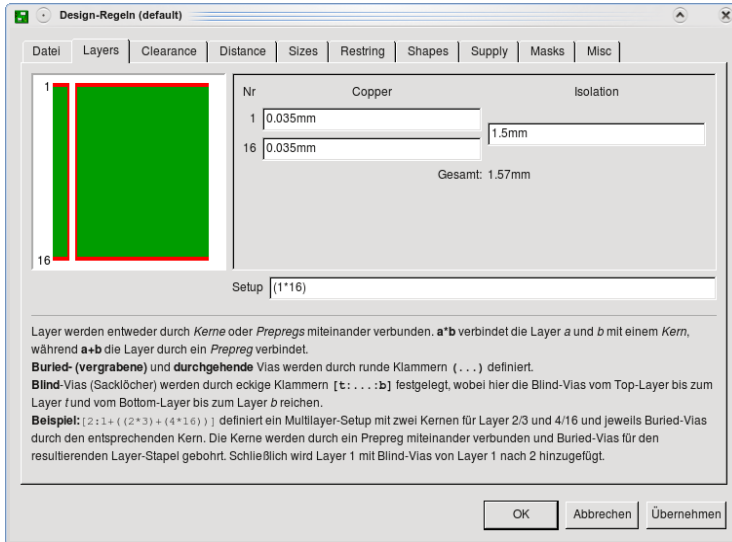 Design-Regeln (default)
Datei Layers Clearance Distance Sizes Restring Shapes Supply Masks Misc
Nr Copper Isolation
1
1 0.035mm
1.5mm
16 0.035mm
Gesamt: 1.57mm
16
Setup (1*16)
Layer werden entweder durch Kerne oder Prepregs miteinander verbunden. a*b verbindet die Layer a und b mit einem Kern,
während a+b die Layer durch ein Prepreg verbindet.
Buried- (vergrabene) und durchgehende Vias werden durch runde Klammern (...) definiert.
Blind-Vias (Sacklöcher) werden durch eckige Klammern [t:...:b] festgelegt, wobei hier die Blind-Vias vom Top-Layer bis zum
Layer t und vom Bottom-Layer bis zum Layer b reichen.
Beispiel: [2:1+((2*3)+(4*16))] definiert ein Multilayer-Setup mit zwei Kernen für Layer 2/3 und 4/16 und jeweils Buried-Vias
durch den entsprechenden Kern. Die Kerne werden durch ein Prepreg miteinander verbunden und Buried-Vias für den
resultierenden Layer-Stapel gebohrt. Schließlich wird Layer 1 mit Blind-Vias von Layer 1 nach 2 hinzugefügt.
OK Abbrechen Übernehmen